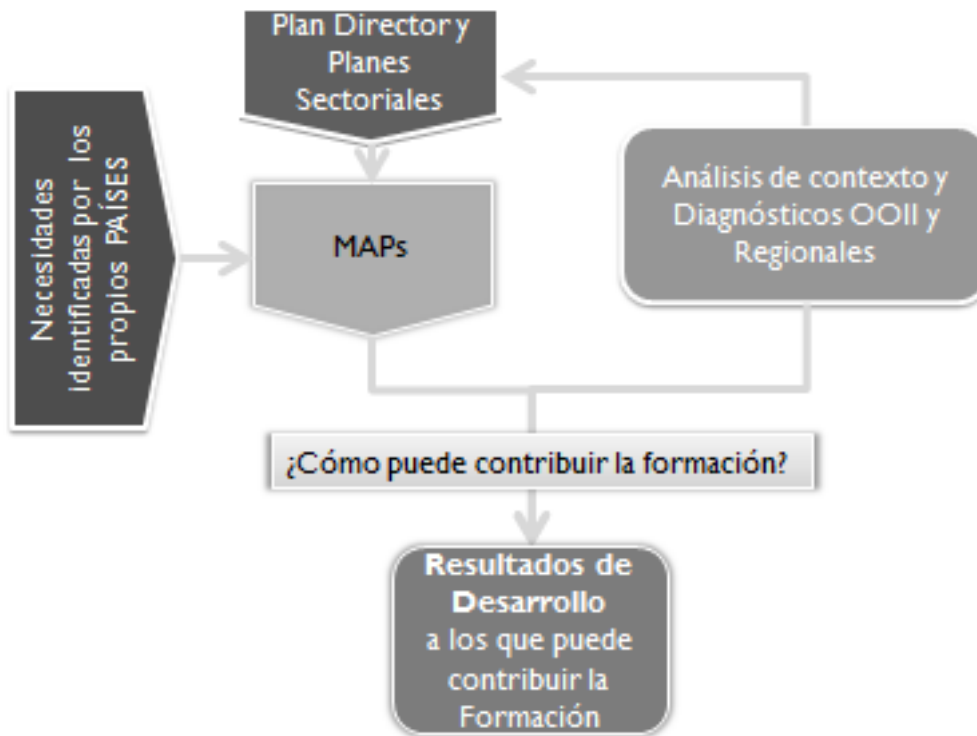 Plan Director y
Planes
Sectoriales
Necesidades
identificadas por los
propios PAÍSES
MAPs
Análisis de contexto y
Diagnósticos OOII y
Regionales
¿Cómo puede contribuir la formación?
Resultados de
Desarrollo
a los que puede
contribuir la
Formación